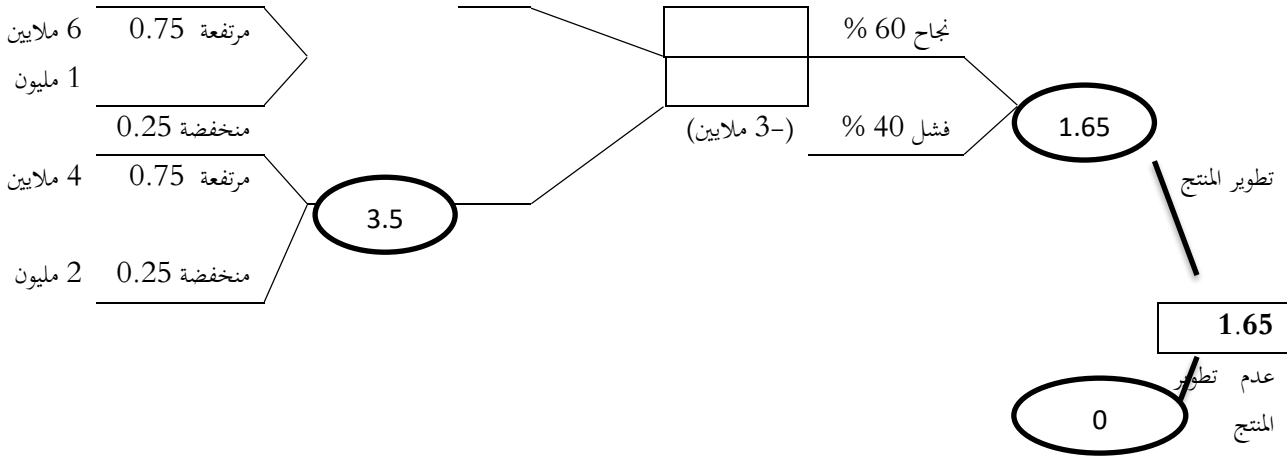 نجاح 60 %
مرتفعة 0.75
6 ملايين
1 مليون
1.65
فشل 40 %
(-3 ملايين)
منخفضة 0.25
تطوير المنتج
مرتفعة 0.75
4 ملايين
3.5
منخفضة 0.25
2 مليون
1.65
عدم تطوير
المنتج
0